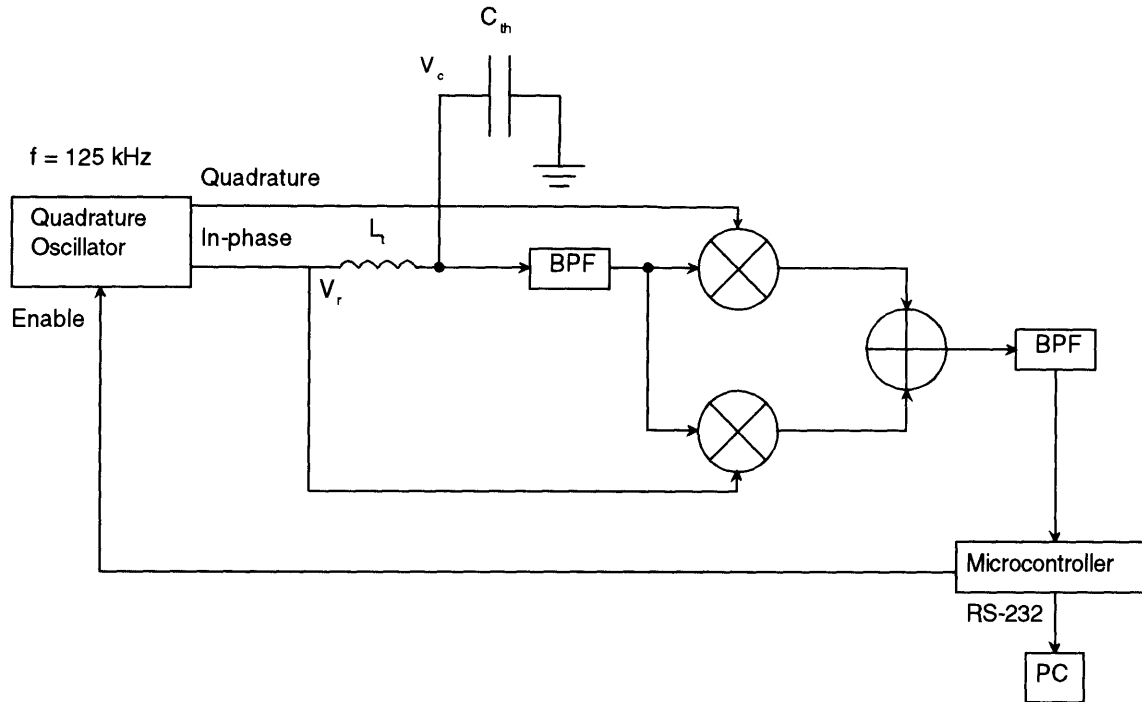 C_th
V_c
f = 125 kHz
Quadrature
Quadrature
Oscillator
In-phase
L_t
BPF
V_r
Enable
BPF
Microcontroller
RS-232
PC